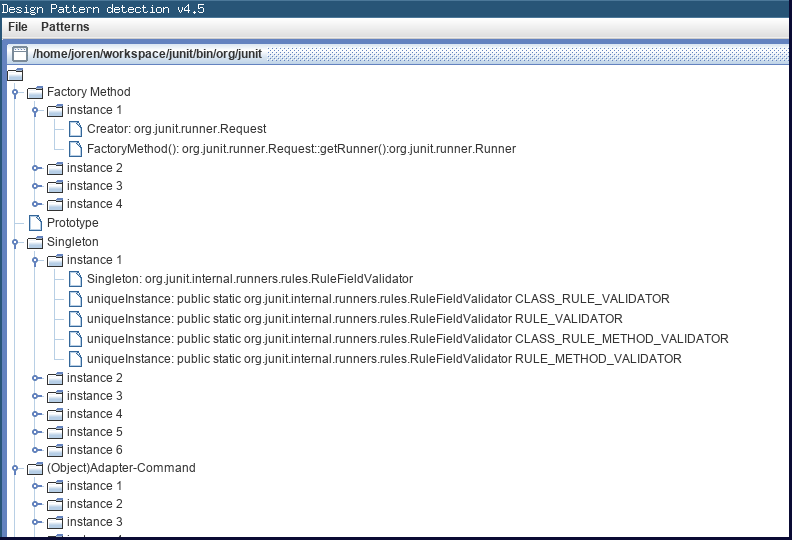 Design Pattern detection v4.5
File Patterns
/home/joren/workspace/junit/bin/org/junit
Factory Method
instance 1
Creator: org.junit.runner.Request
FactoryMethod(): org.junit.runner.Request::getRunner():org.junit.runner.Runner
instance 2
instance 3
instance 4
Prototype
Singleton
instance 1
Singleton: org.junit.internal.runners.rules.RuleFieldValidator
uniqueInstance: public static org.junit.internal.runners.rules.RuleFieldValidator CLASS_RULE_VALIDATOR
uniqueInstance: public static org.junit.internal.runners.rules.RuleFieldValidator RULE_VALIDATOR
uniqueInstance: public static org.junit.internal.runners.rules.RuleFieldValidator CLASS_RULE_METHOD_VALIDATOR
uniqueInstance: public static org.junit.internal.runners.rules.RuleFieldValidator RULE_METHOD_VALIDATOR
instance 2
instance 3
instance 4
instance 5
instance 6
(Object)Adapter-Command
instance 1
instance 2
instance 3